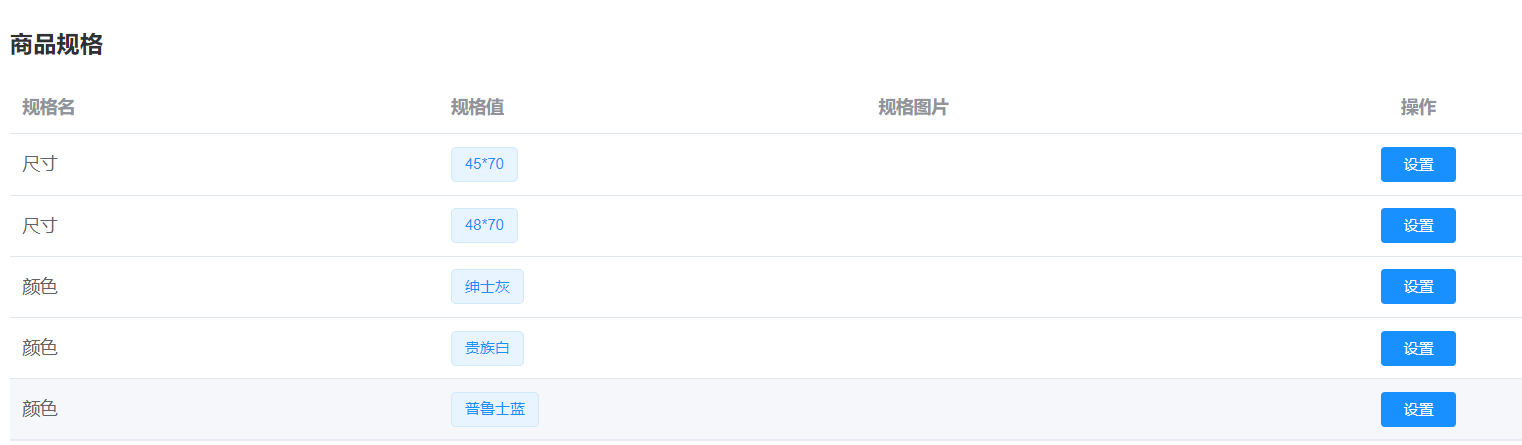 商品规格
规格名 规格值 规格图片 操作
尺寸 45*70 设置
尺寸 48*70 设置
颜色 绅士灰 设置
颜色 贵族白 设置
颜色 普鲁士蓝 设置